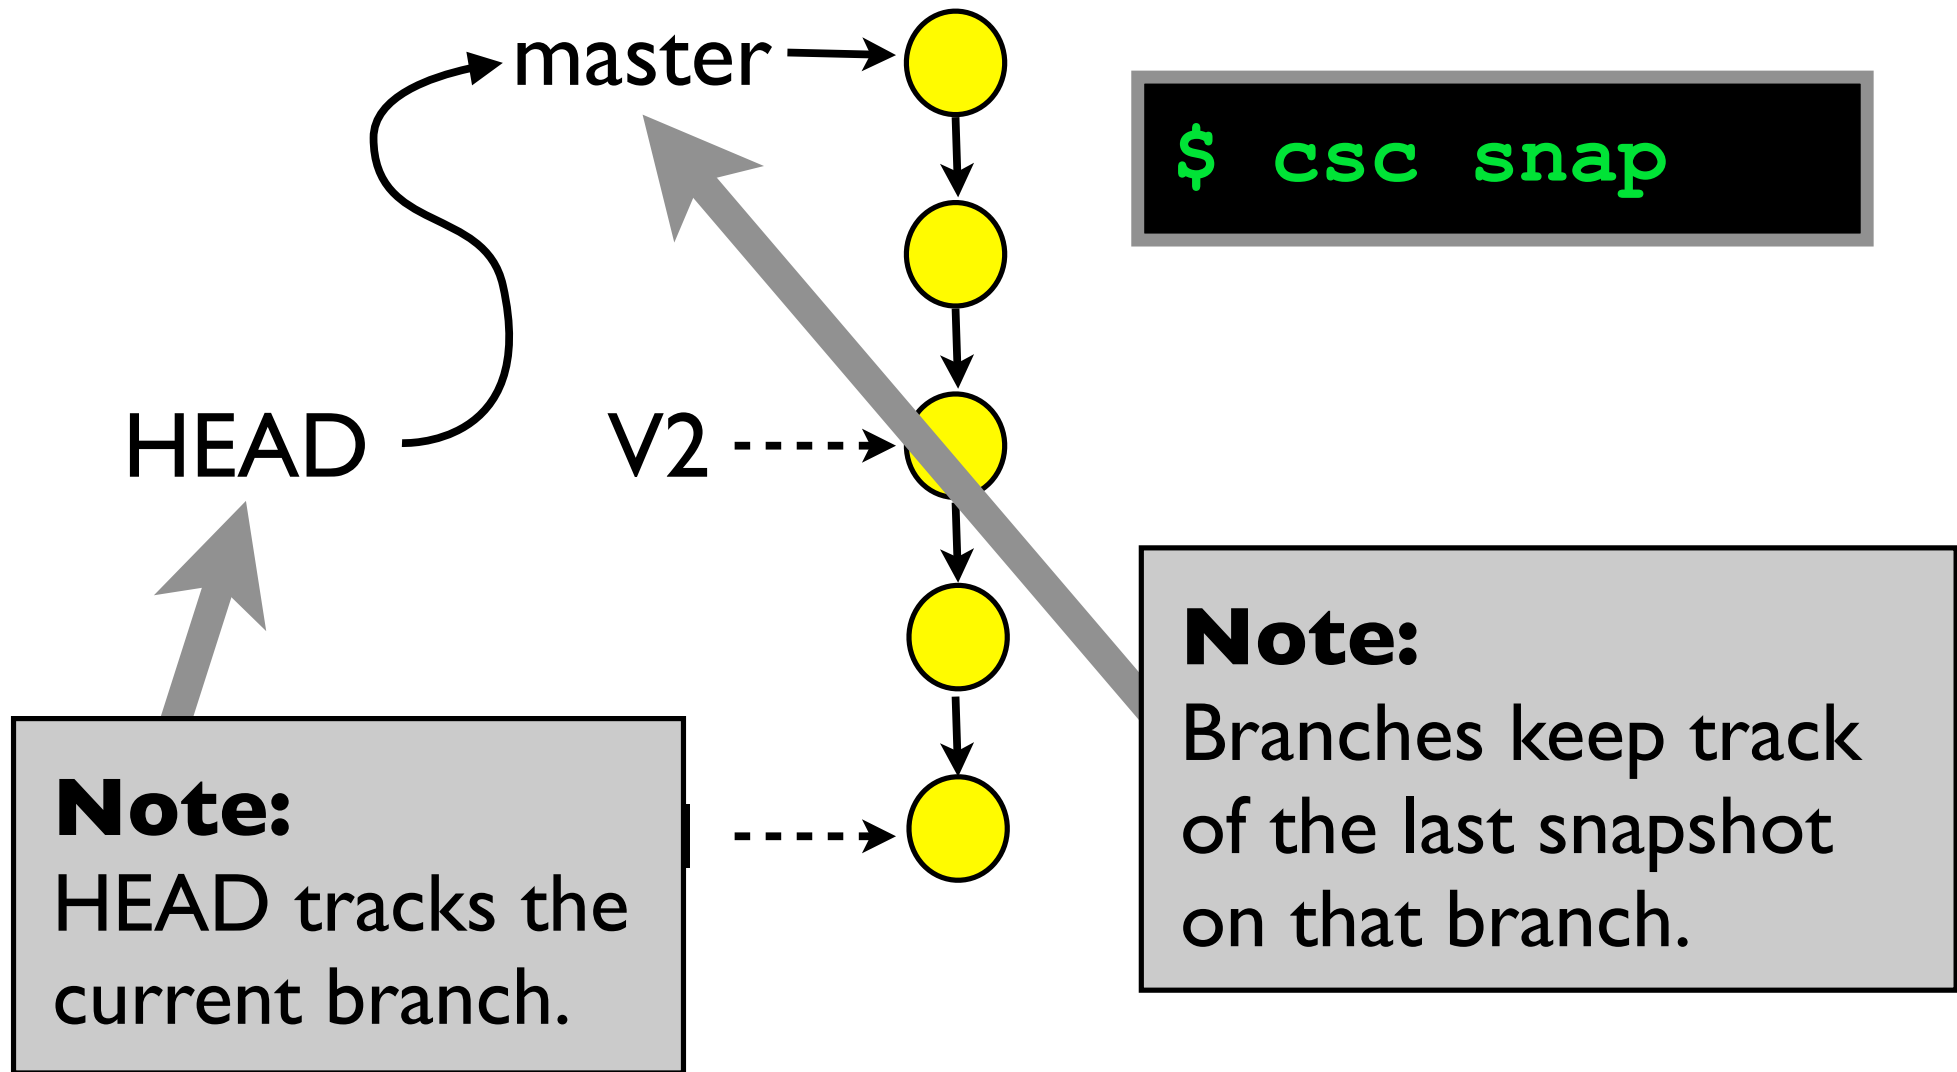 master
$ csc snap
HEAD
V2
Note:
Branches keep track
of the last snapshot
on that branch.
Note:
HEAD tracks the
current branch.